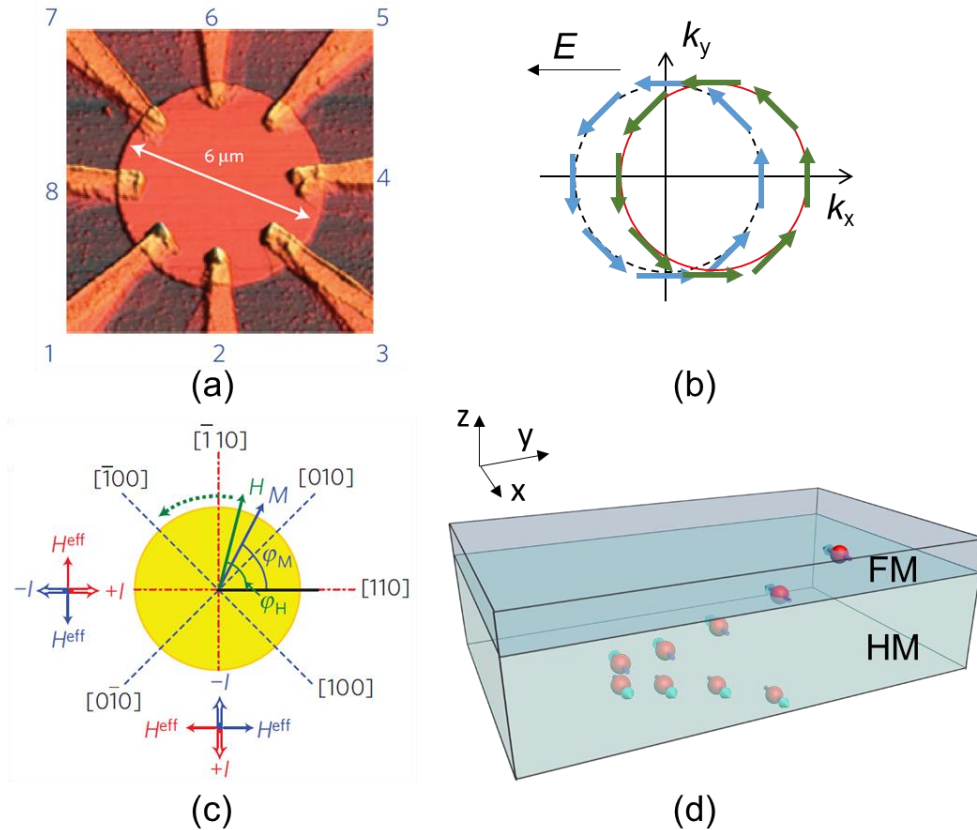 7 6 5
6 μm
8 4
1 2 3
(a)
E
k_y
k_x
(b)
[1̄10]
[1̄00] [010]
H M
H^eff
φ_M
–I +I
[110]
φ_H
H^eff
[01̄0] [100]
–I
H^eff H^eff
+I
(c)
z
y
x
FM
HM
(d)